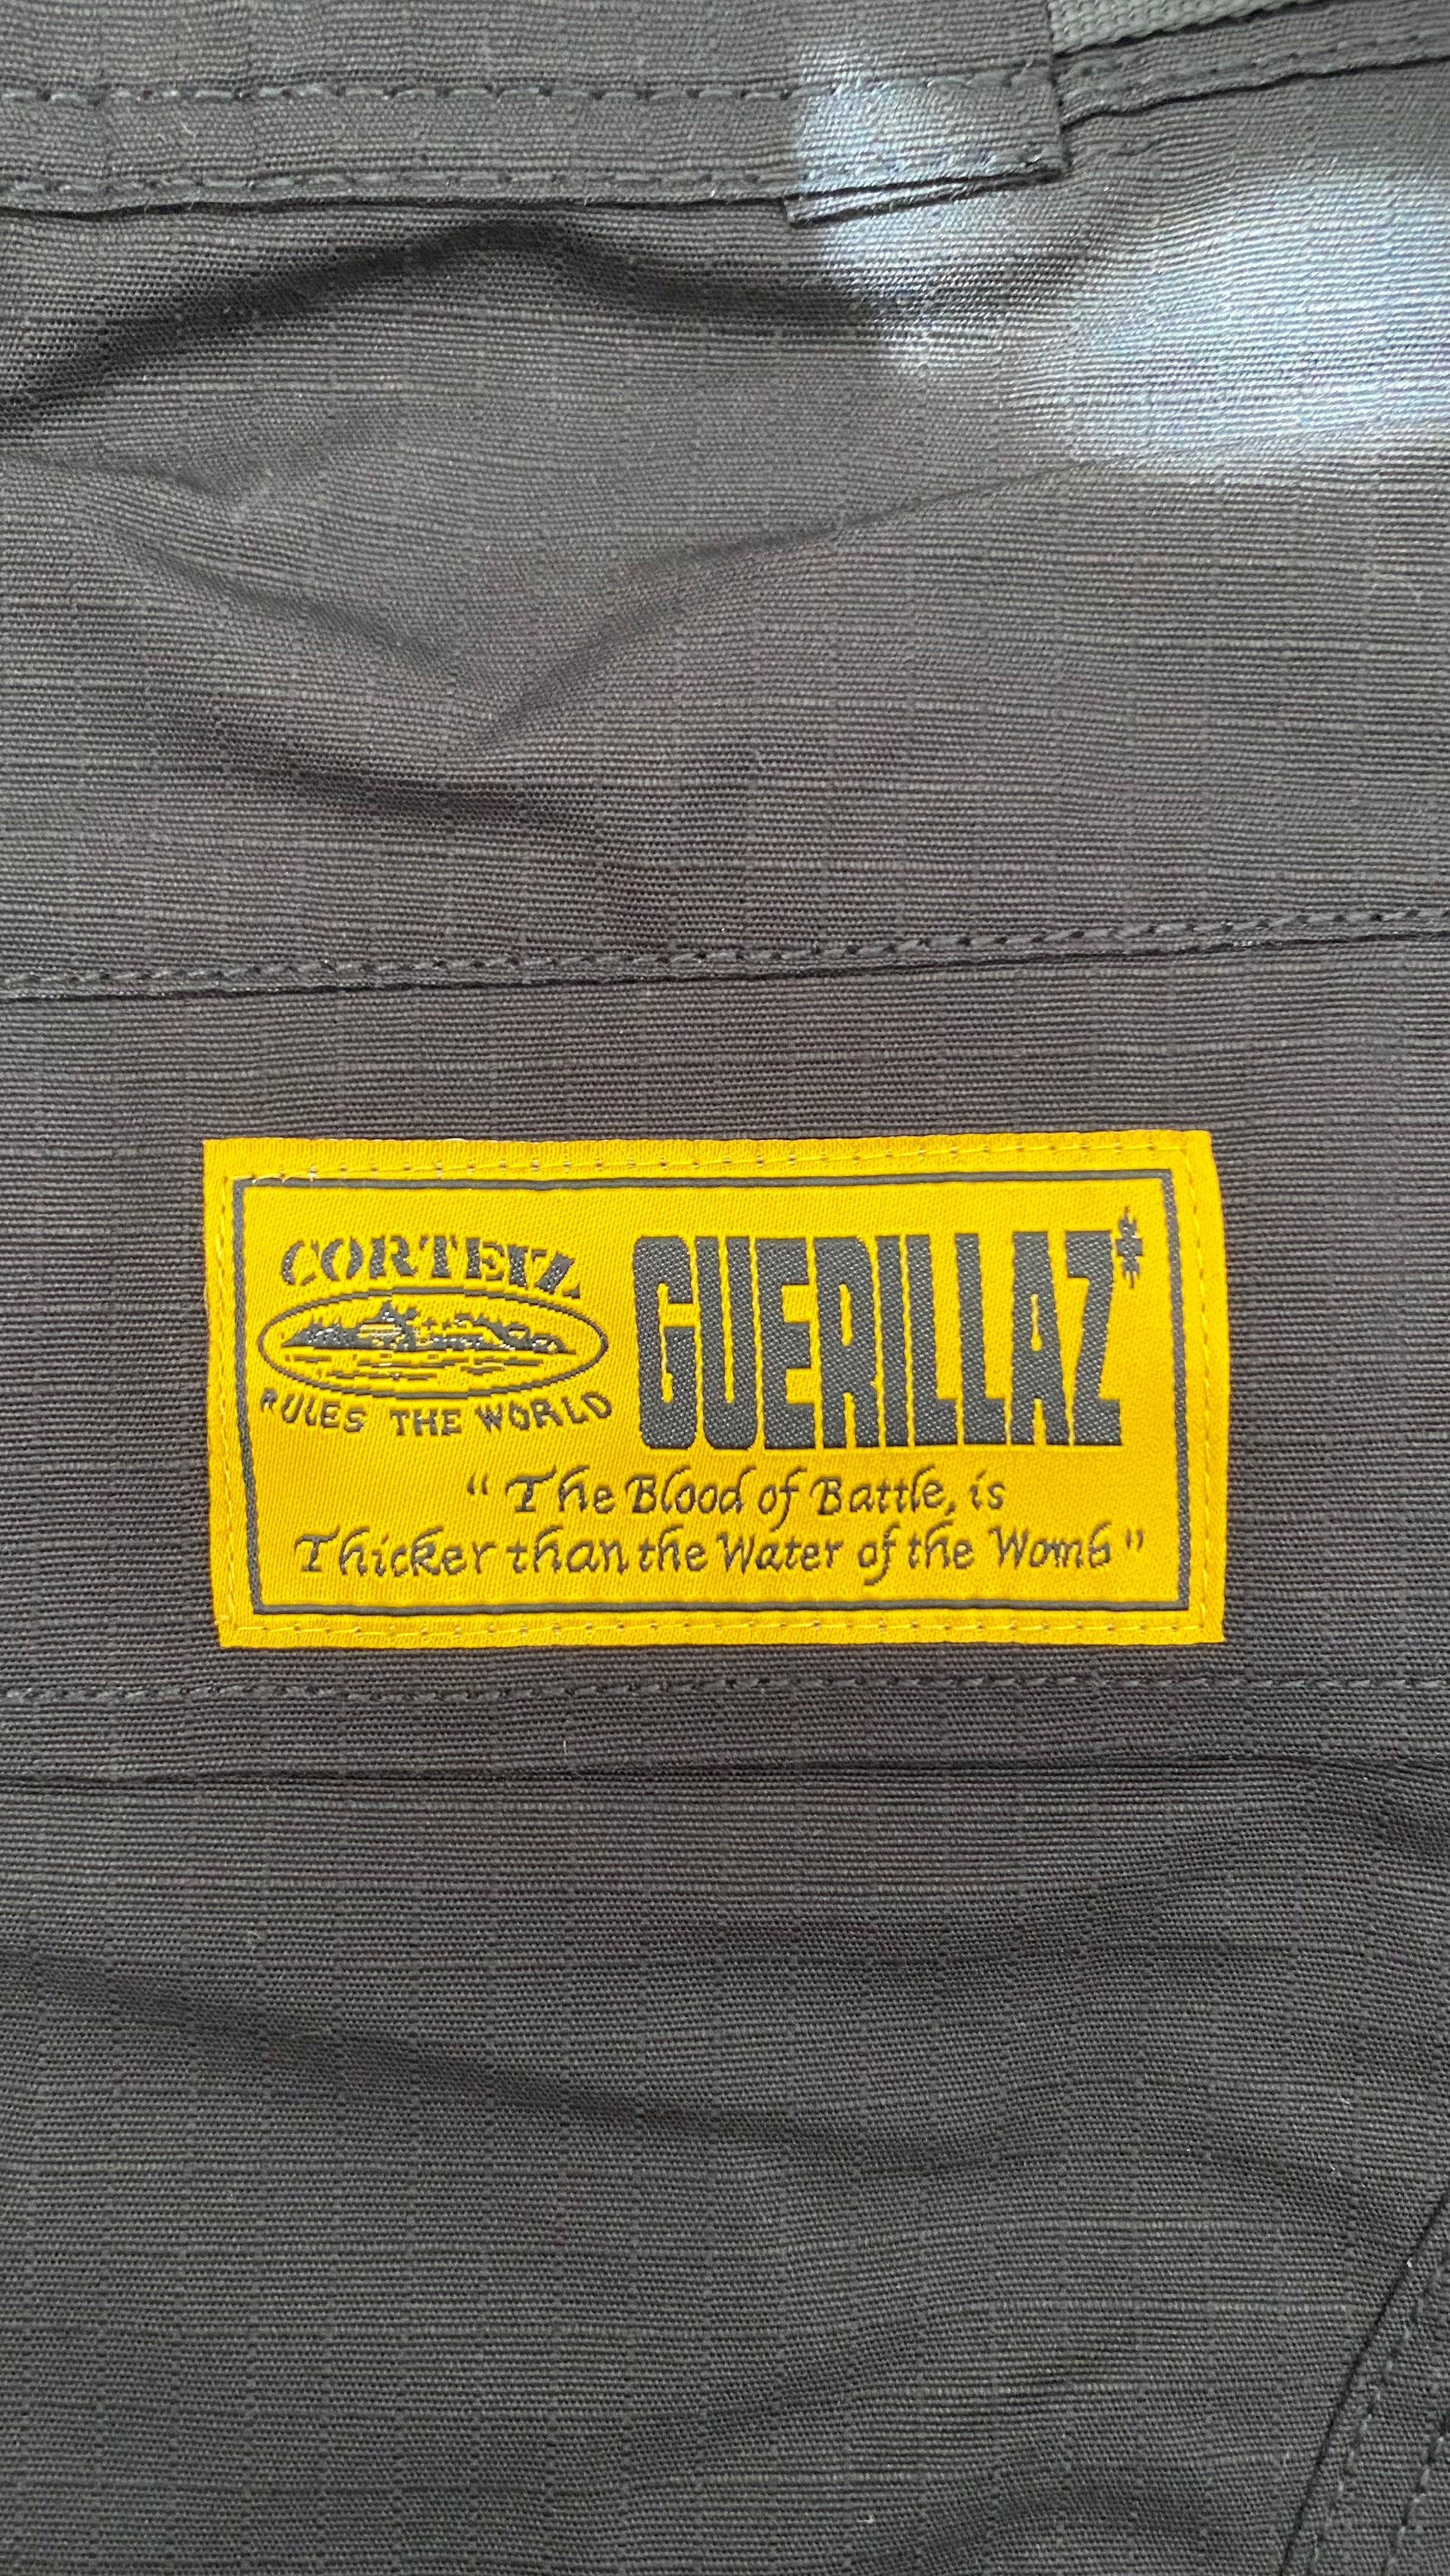 CORTEIZ
RULES THE WORLD
GUERILLAZ*
“The Blood of Battle, is
Thicker than the Water of the Womb”